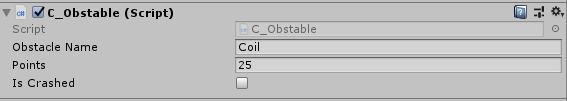 C_Obstable (Script)
Script C_Obstable
Obstacle Name Coil
Points 25
Is Crashed